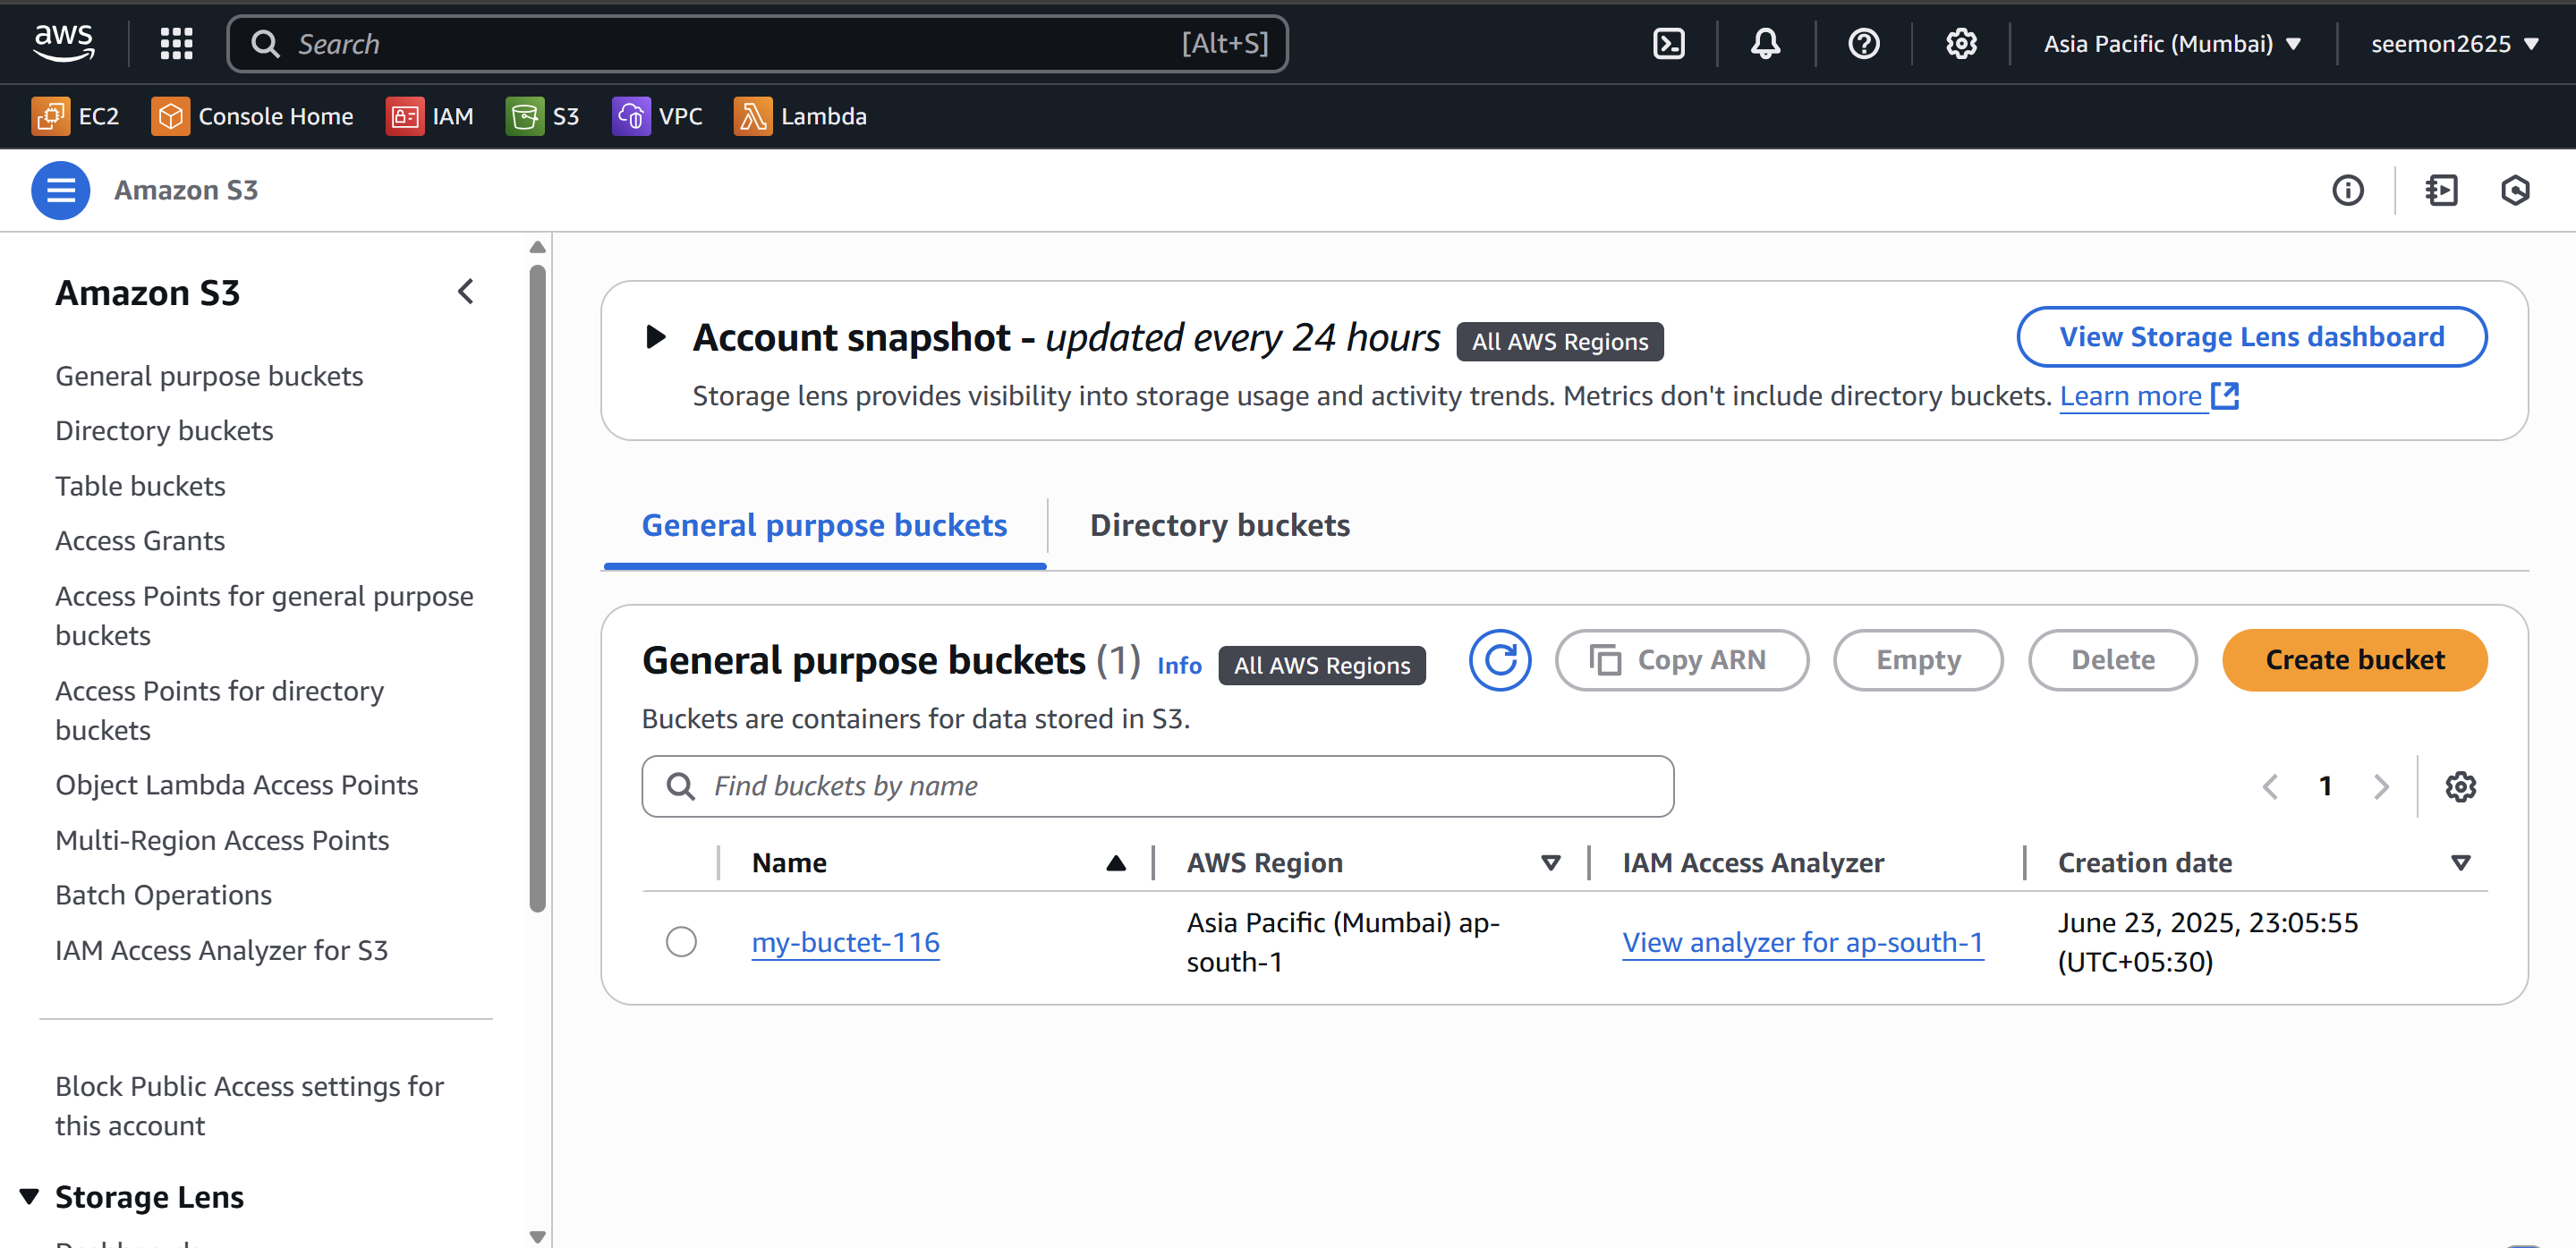 aws
Search [Alt+S]
Asia Pacific (Mumbai)
seemon2625
EC2
Console Home
IAM
S3
VPC
Lambda
Amazon S3
Amazon S3
General purpose buckets
Directory buckets
Table buckets
Access Grants
Access Points for general purpose
buckets
Access Points for directory
buckets
Object Lambda Access Points
Multi-Region Access Points
Batch Operations
IAM Access Analyzer for S3
Block Public Access settings for
this account
Storage Lens
Account snapshot - updated every 24 hours All AWS Regions
View Storage Lens dashboard
Storage lens provides visibility into storage usage and activity trends. Metrics don't include directory buckets. Learn more
General purpose buckets
Directory buckets
General purpose buckets (1) Info All AWS Regions
Copy ARN
Empty
Delete
Create bucket
Buckets are containers for data stored in S3.
Find buckets by name
1
Name
AWS Region
IAM Access Analyzer
Creation date
my-buctet-116
Asia Pacific (Mumbai) ap-
south-1
View analyzer for ap-south-1
June 23, 2025, 23:05:55
(UTC+05:30)